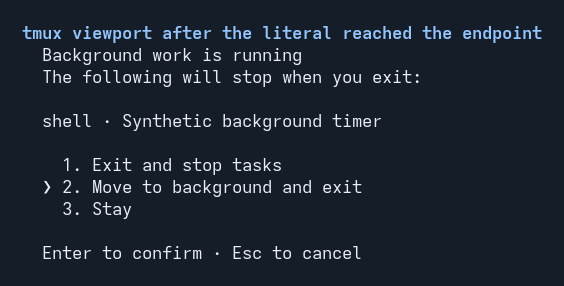 tmux viewport after the literal reached the endpoint
Background work is running
The following will stop when you exit:
shell · Synthetic background timer
1. Exit and stop tasks
❯ 2. Move to background and exit
3. Stay
Enter to confirm · Esc to cancel